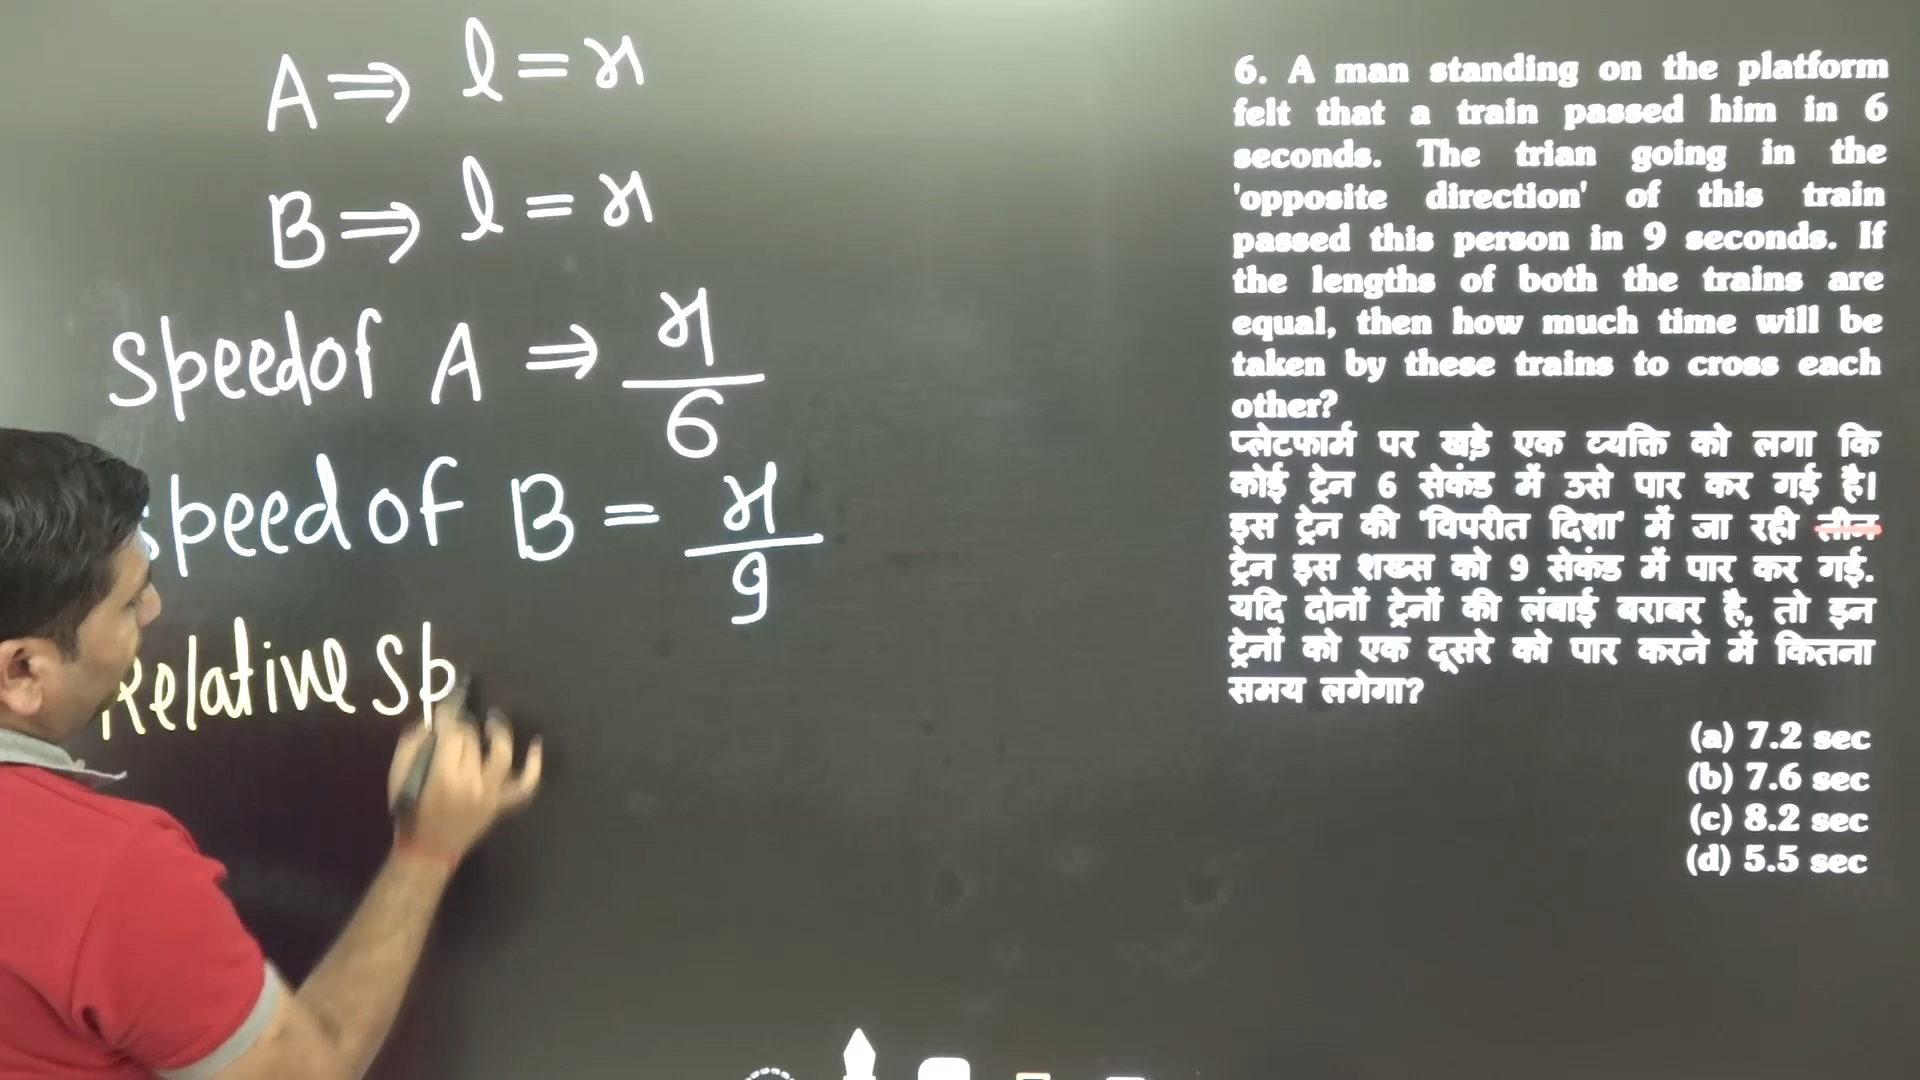 A ⇒ l = x
B ⇒ l = x
Speed of A ⇒ x/6
Speed of B = x/9
Relative Sp
6. A man standing on the platform
felt that a train passed him in 6
seconds. The trian going in the
'opposite direction' of this train
passed this person in 9 seconds. If
the lengths of both the trains are
equal, then how much time will be
taken by these trains to cross each
other?
प्लेटफार्म पर खड़े एक व्यक्ति को लगा कि
कोई ट्रेन 6 सेकंड में उसे पार कर गई है।
इस ट्रेन की 'विपरीत दिशा' में जा रही तीन
ट्रेन इस शख्स को 9 सेकंड में पार कर गई.
यदि दोनों ट्रेनों की लंबाई बराबर है, तो इन
ट्रेनों को एक दूसरे को पार करने में कितना
समय लगेगा?
(a) 7.2 sec
(b) 7.6 sec
(c) 8.2 sec
(d) 5.5 sec